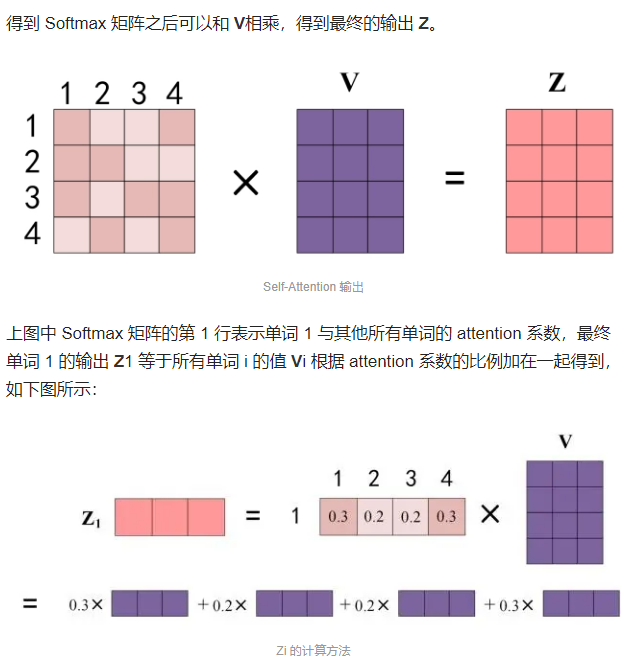 得到 Softmax 矩阵之后可以和 V相乘，得到最终的输出 Z。
V Z
1 2 3 4
1
2
× =
3
4
Self-Attention 输出
上图中 Softmax 矩阵的第 1 行表示单词 1 与其他所有单词的 attention 系数，最终
单词 1 的输出 Z1 等于所有单词 i 的值 Vi 根据 attention 系数的比例加在一起得到，
如下图所示：
V
1 2 3 4
Z₁ = 1 0.3 0.2 0.2 0.3 ×
= 0.3× +0.2× +0.2× +0.3×
Zi 的计算方法